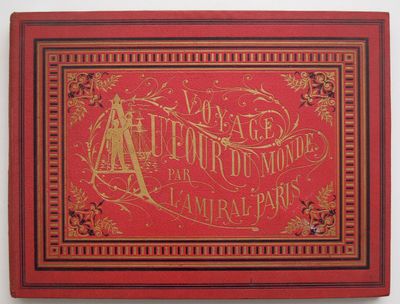 VOYAGE
AUTOUR DU MONDE
PAR
L'AMIRAL PARIS